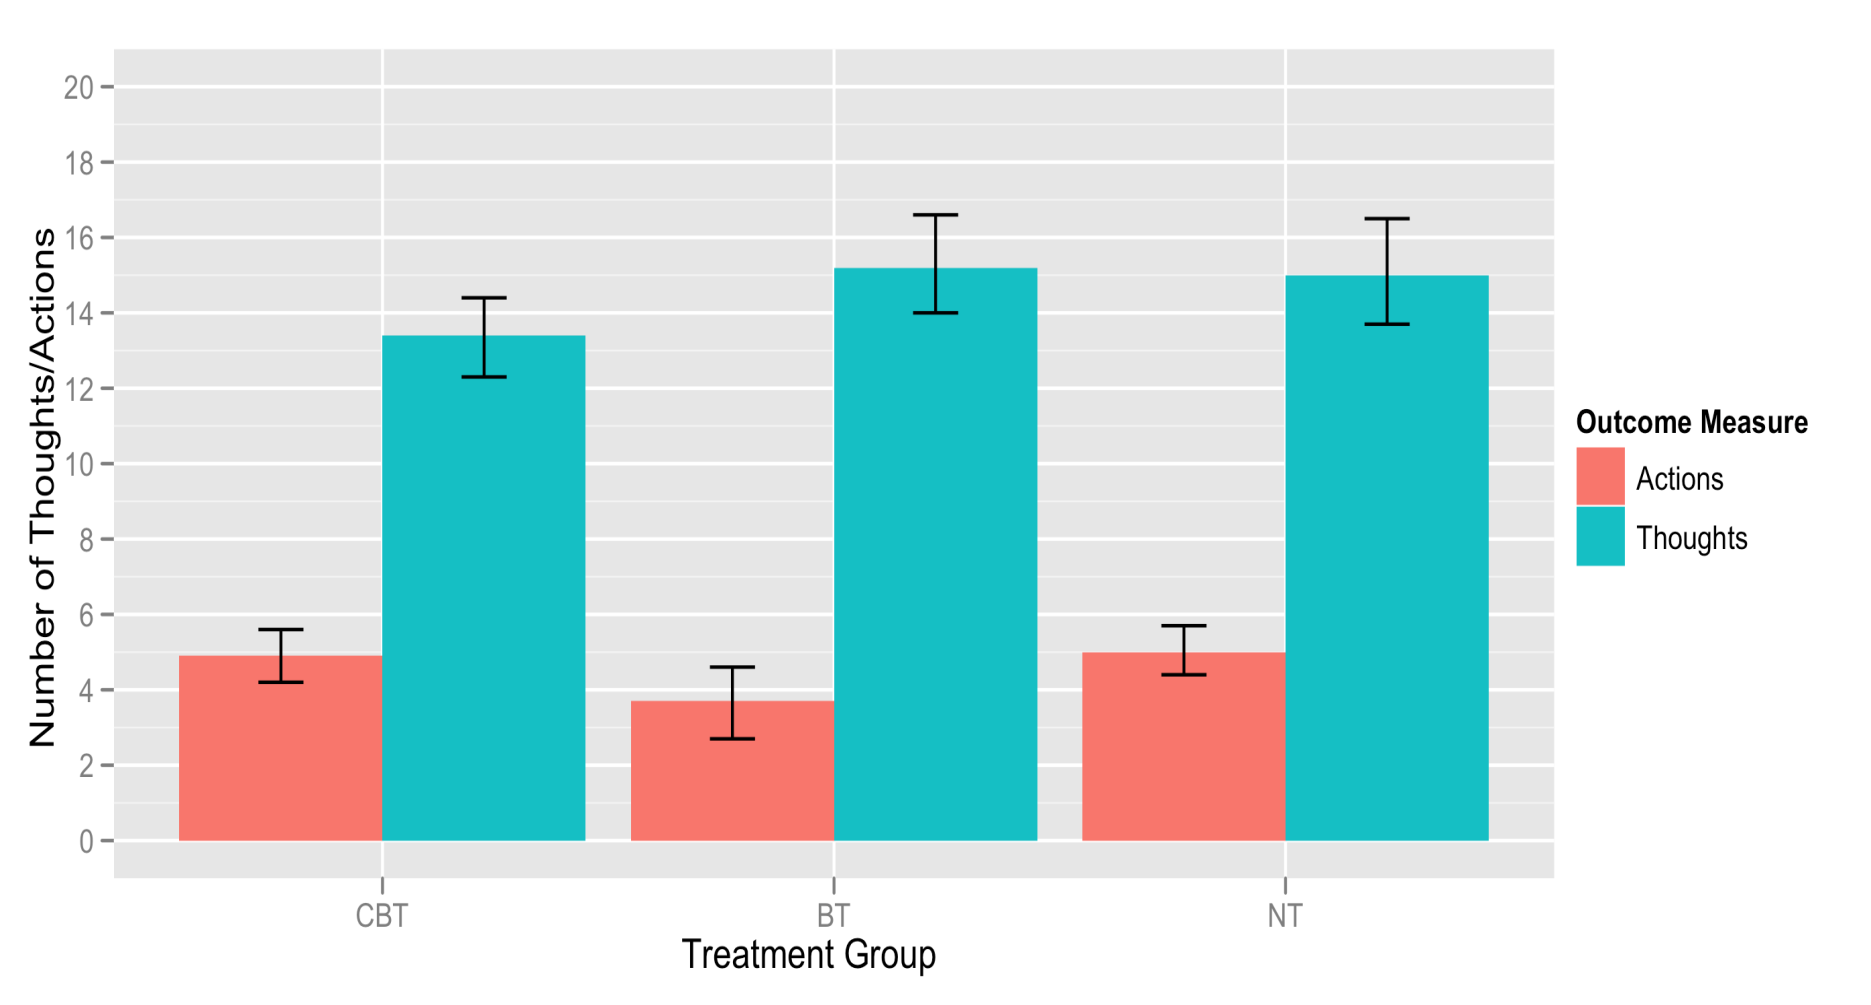 Number of Thoughts/Actions
20
18
16
14
12
10
8
6
4
2
0
CBT
BT
NT
Treatment Group
Outcome Measure
Actions
Thoughts